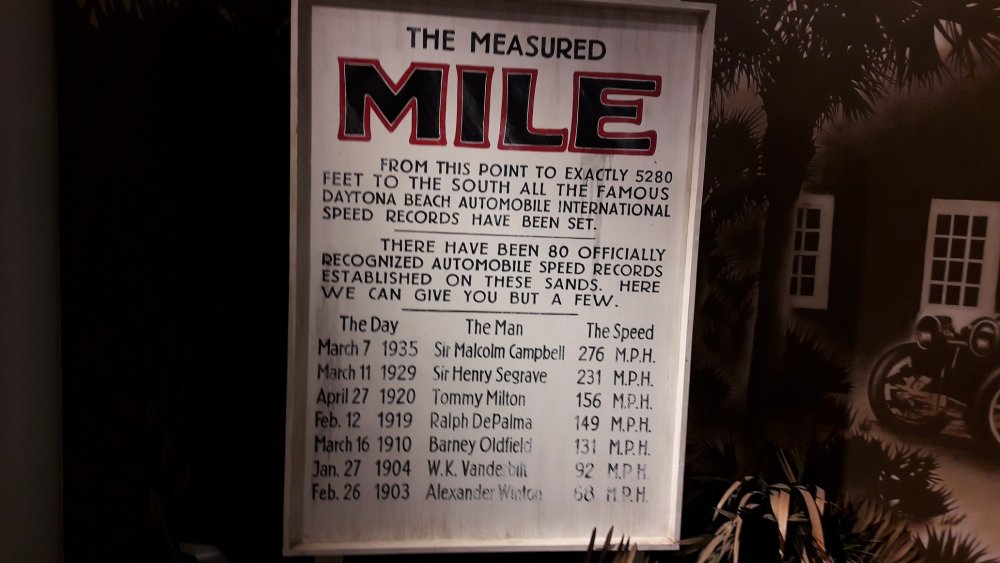 THE MEASURED
MILE
FROM THIS POINT TO EXACTLY 5280
FEET TO THE SOUTH ALL THE FAMOUS
DAYTONA BEACH AUTOMOBILE INTERNATIONAL
SPEED RECORDS HAVE BEEN SET.
THERE HAVE BEEN 80 OFFICIALLY
RECOGNIZED AUTOMOBILE SPEED RECORDS
ESTABLISHED ON THESE SANDS. HERE
WE CAN GIVE YOU BUT A FEW.
The Day The Man The Speed
March 7 1935 Sir Malcolm Campbell 276 M.P.H.
March 11 1929 Sir Henry Segrave 231 M.P.H.
April 27 1920 Tommy Milton 156 M.P.H.
Feb. 12 1919 Ralph DePalma 149 M.P.H.
March 16 1910 Barney Oldfield 131 M.P.H.
Jan. 27 1904 W.K. Vanderbilt 92 M.P.H.
Feb. 26 1903 Alexander Winton 68 M.P.H.